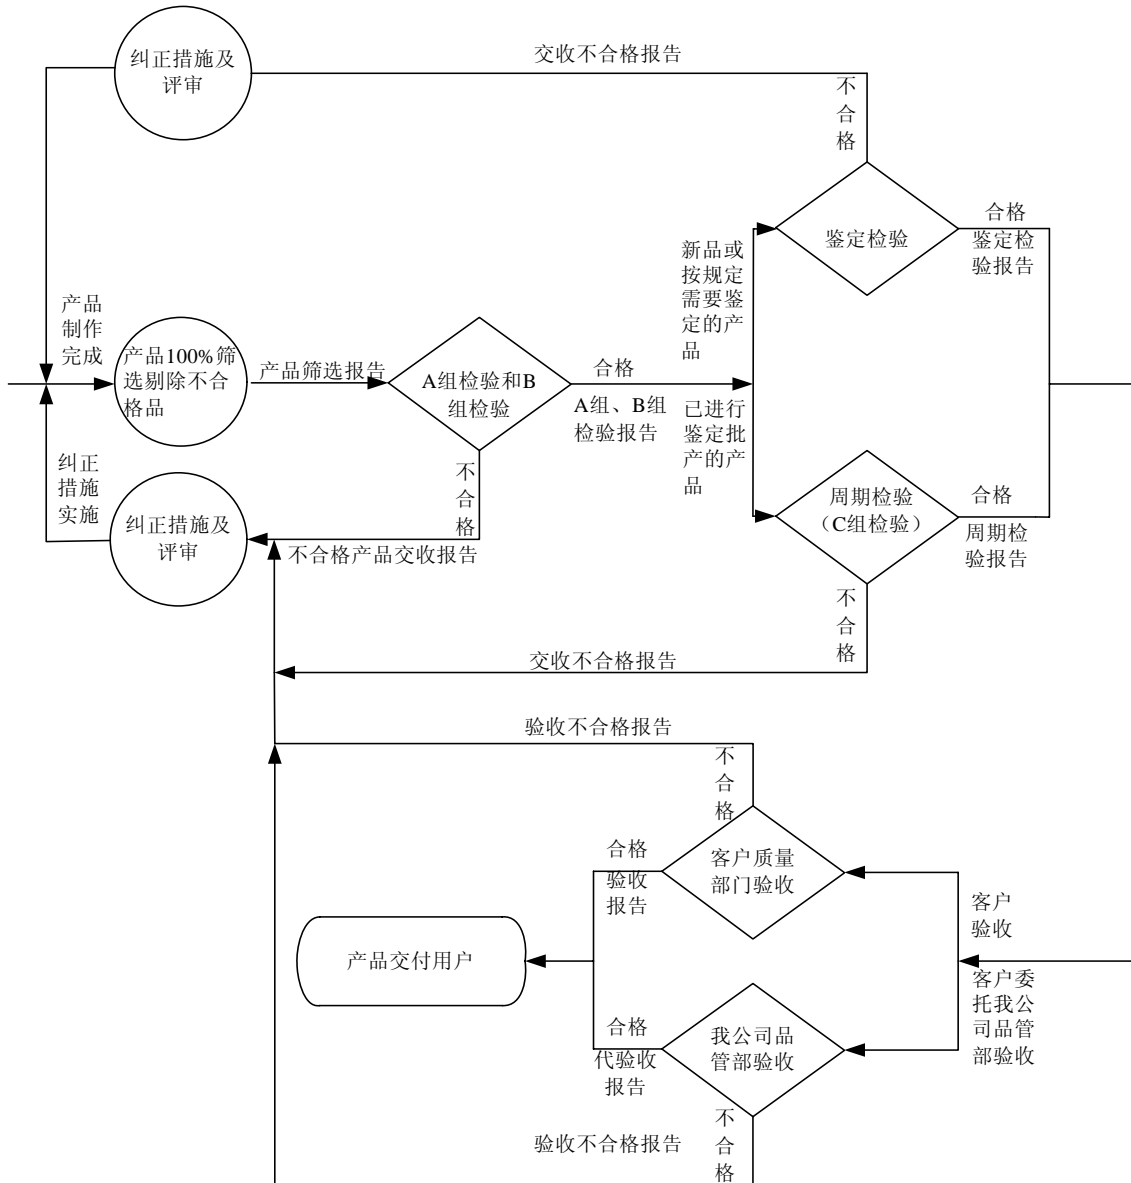 纠正措施及
评审
交收不合格报告
不
合
格
鉴定检验
合格
鉴定检
验报告
新品或
按规定
需要鉴
定的产
品
产品
制作
完成
产品100%筛
选剔除不合
格品
产品筛选报告
A组检验和B
组检验
合格
A组、B组
检验报告
已进行
鉴定批
产的产
品
纠正
措施
实施
纠正措施及
评审
不
合
格
不合格产品交收报告
周期检验
（C组检验）
合格
周期检
验报告
不
合
格
交收不合格报告
验收不合格报告
不
合
格
客户质量
部门验收
合格
验收
报告
客户
验收
产品交付用户
客户委
托我公
司品管
部验收
我公司品
管部验收
合格
代验收
报告
验收不合格报告
不
合
格